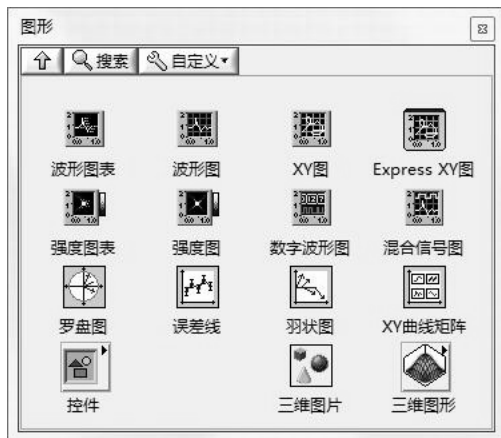 图形
搜索 自定义
波形图表 波形图 XY图 Express XY图
强度图表 强度图 数字波形图 混合信号图
罗盘图 误差线 羽状图 XY曲线矩阵
控件 三维图片 三维图形